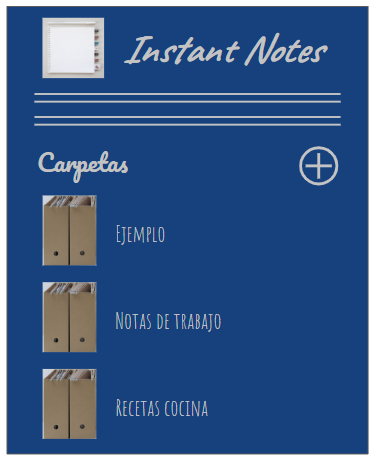 Instant Notes
Carpetas
Ejemplo
Notas de trabajo
Recetas cocina